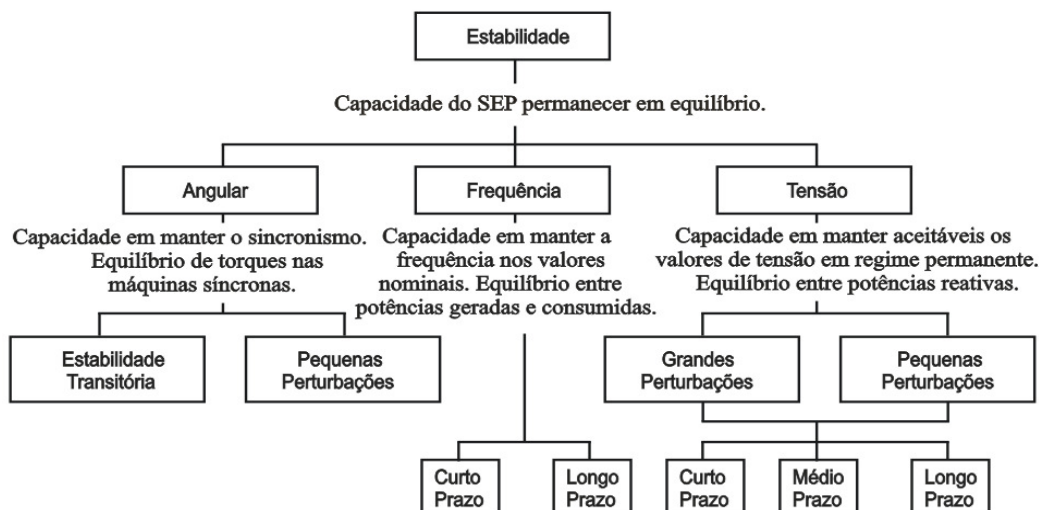 Estabilidade
Capacidade do SEP permanecer em equilíbrio.
Angular
Frequência
Tensão
Capacidade em manter o sincronismo.
Equilíbrio de torques nas
máquinas síncronas.
Capacidade em manter a
frequência nos valores
nominais. Equilíbrio entre
potências geradas e consumidas.
Capacidade em manter aceitáveis os
valores de tensão em regime permanente.
Equilíbrio entre potências reativas.
Estabilidade
Transitória
Pequenas
Perturbações
Grandes
Perturbações
Pequenas
Perturbações
Curto
Prazo
Longo
Prazo
Curto
Prazo
Médio
Prazo
Longo
Prazo